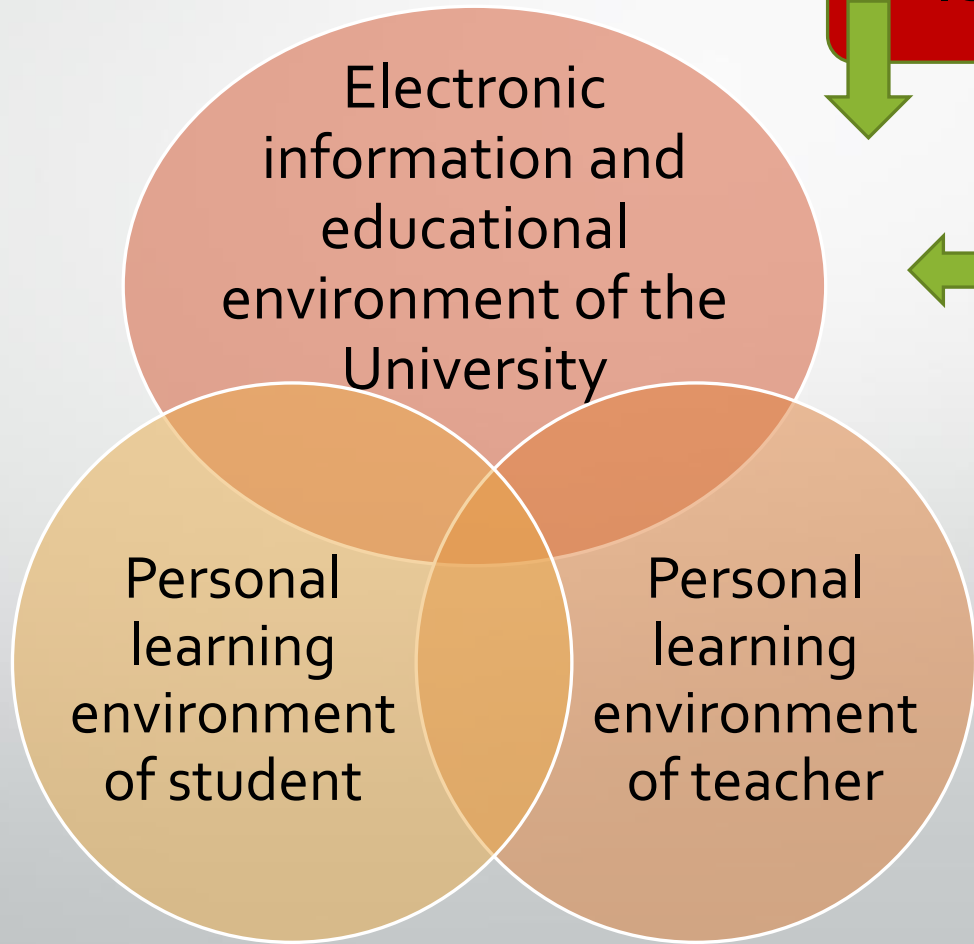 Electronic
information and
educational
environment of the
University
Personal
learning
environment
of student
Personal
learning
environment
of teacher